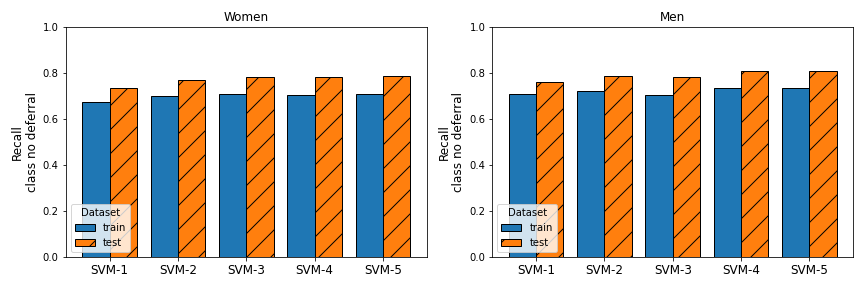 Women
Recall
class no deferral
1.0
0.8
0.6
0.4
0.2
0.0
Dataset
train
test
SVM-1 SVM-2 SVM-3 SVM-4 SVM-5
Men
Recall
class no deferral
1.0
0.8
0.6
0.4
0.2
0.0
Dataset
train
test
SVM-1 SVM-2 SVM-3 SVM-4 SVM-5